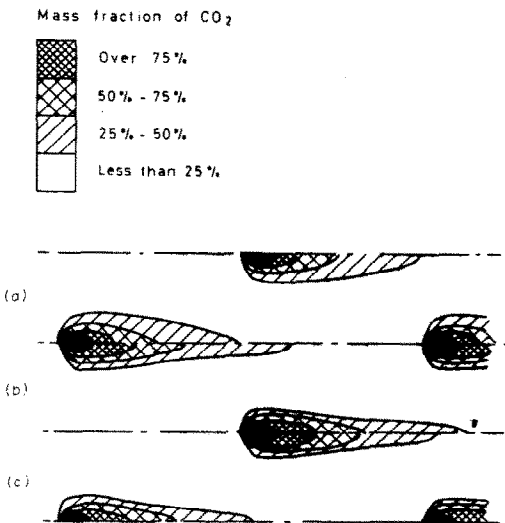 Mass fraction of CO₂
Over 75%
50% - 75%
25% - 50%
Less than 25%
(a)
(b)
(c)